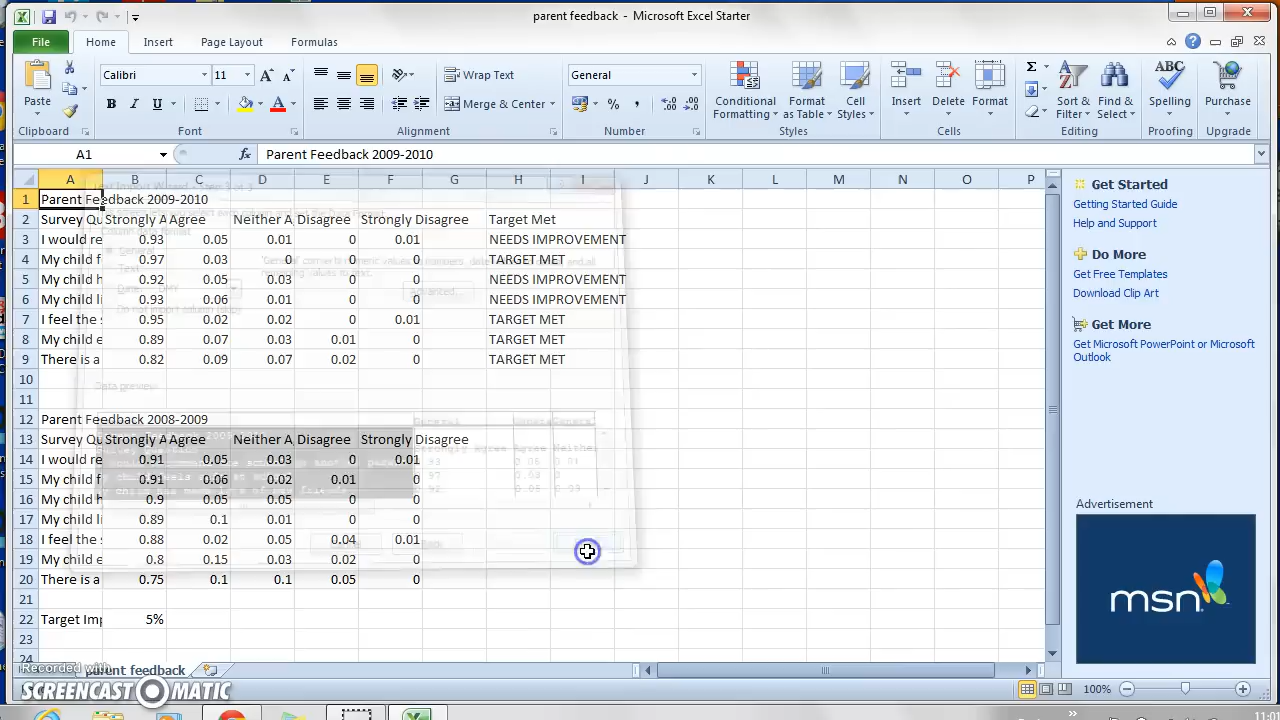 parent feedback - Microsoft Excel Starter
File Home Insert Page Layout Formulas
Calibri 11 Wrap Text General
Paste B I U Merge & Center Conditional Formatting Format as Table Cell Styles Insert Delete Format Sort & Filter Find & Select Spelling Purchase
Clipboard Font Alignment Number Styles Cells Editing Proofing Upgrade
A1 fx Parent Feedback 2009-2010
A B C D E F G H I J K L M N O P
1 Parent Feedback 2009-2010
2 Survey Qu Strongly A Agree Neither A Disagree Strongly Disagree Target Met
3 I would re 0.93 0.05 0.01 0 0.01 NEEDS IMPROVEMENT
4 My child f 0.97 0.03 0 0 0 TARGET MET
5 My child h 0.92 0.05 0.03 0 0 NEEDS IMPROVEMENT
6 My child li 0.93 0.06 0.01 0 0 NEEDS IMPROVEMENT
7 I feel the s 0.95 0.02 0.02 0 0.01 TARGET MET
8 My child e 0.89 0.07 0.03 0.01 0 TARGET MET
9 There is a 0.82 0.09 0.07 0.02 0 TARGET MET
10
11
12 Parent Feedback 2008-2009
13 Survey Qu Strongly A Agree Neither A Disagree Strongly Disagree
14 I would re 0.91 0.05 0.03 0 0.01
15 My child f 0.91 0.06 0.02 0.01 0
16 My child h 0.9 0.05 0.05 0 0
17 My child li 0.89 0.1 0.01 0 0
18 I feel the s 0.88 0.02 0.05 0.04 0.01
19 My child e 0.8 0.15 0.03 0.02 0
20 There is a 0.75 0.1 0.1 0.05 0
21
22 Target Imp 5%
23
24
Data preview
Advanced...
Get Started
Getting Started Guide
Help and Support
Do More
Get Free Templates
Download Clip Art
Get More
Get Microsoft PowerPoint or Microsoft
Outlook
Advertisement
msn
parent feedback
100%
Recorded with
SCREENCAST MATIC
11:01